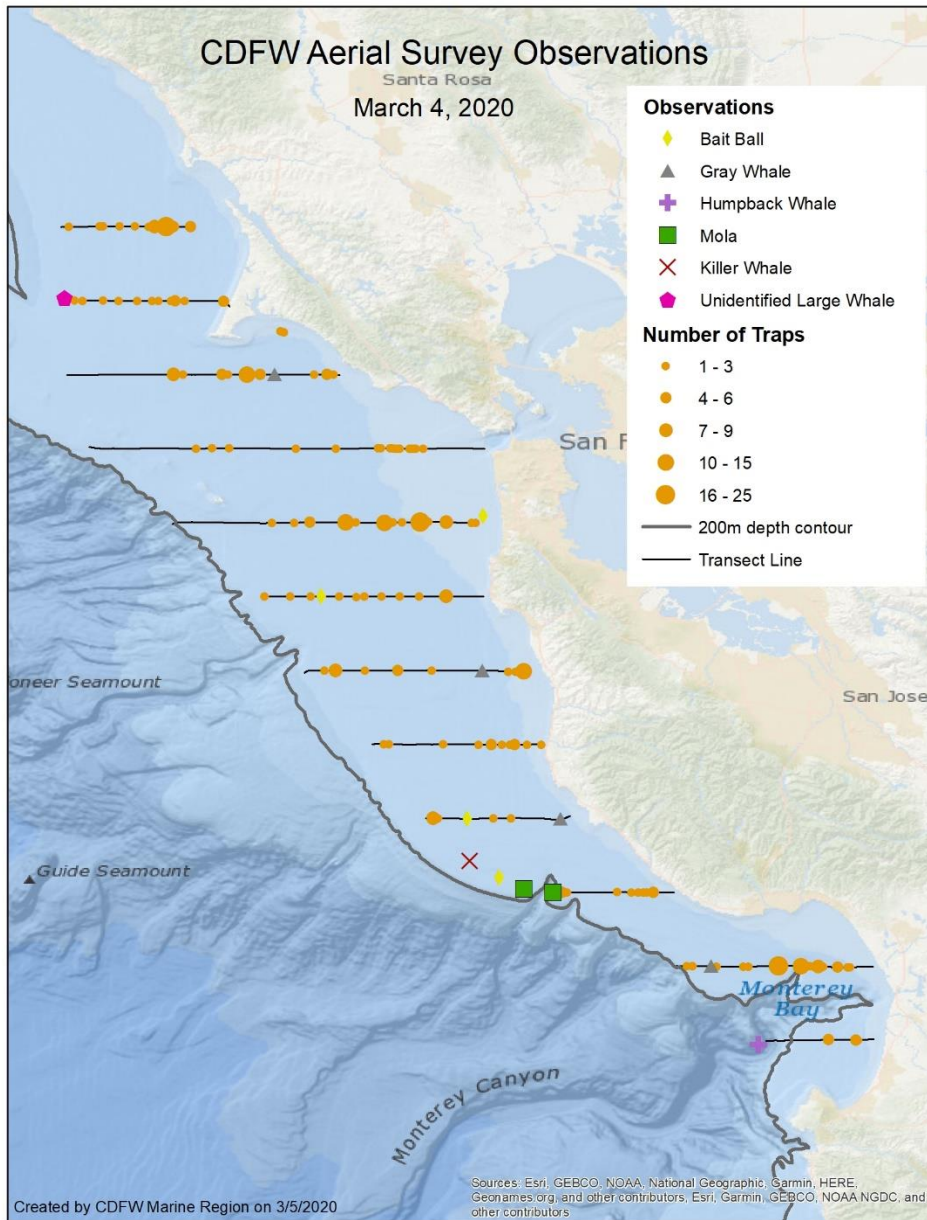 CDFW Aerial Survey Observations
Santa Rosa
March 4, 2020
Observations
Bait Ball
Gray Whale
Humpback Whale
Mola
Killer Whale
Unidentified Large Whale
Number of Traps
1 - 3
4 - 6
7 - 9
10 - 15
16 - 25
200m depth contour
Transect Line
San F
oneer Seamount
San Jose
Guide Seamount
Monterey
Bay
Monterey Canyon
Sources: Esri, GEBCO, NOAA, National Geographic, Garmin, HERE,
Geonames.org, and other contributors, Esri, Garmin, GEBCO, NOAA NGDC, and
other contributors
Created by CDFW Marine Region on 3/5/2020